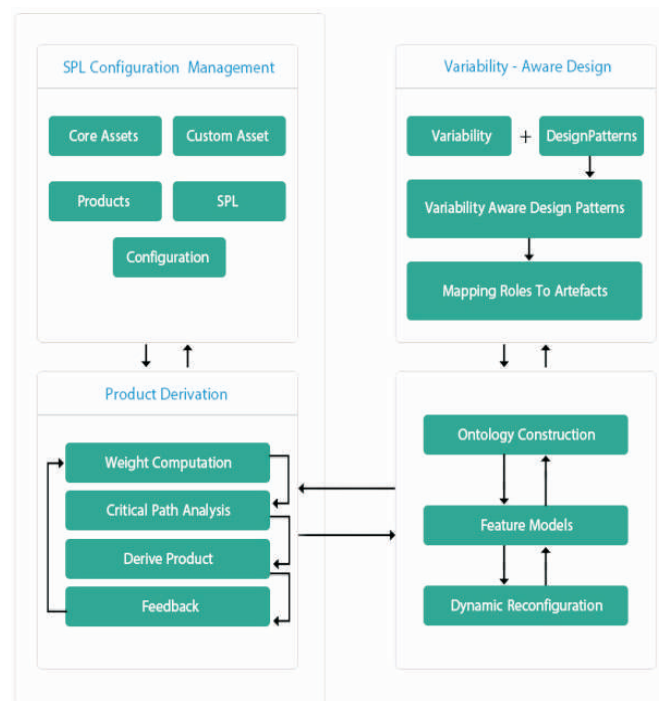 SPL Configuration Management
Core Assets
Custom Asset
Products
SPL
Configuration
Variability - Aware Design
Variability
+
DesignPatterns
Variability Aware Design Patterns
Mapping Roles To Artefacts
Product Derivation
Weight Computation
Critical Path Analysis
Derive Product
Feedback
Ontology Construction
Feature Models
Dynamic Reconfiguration